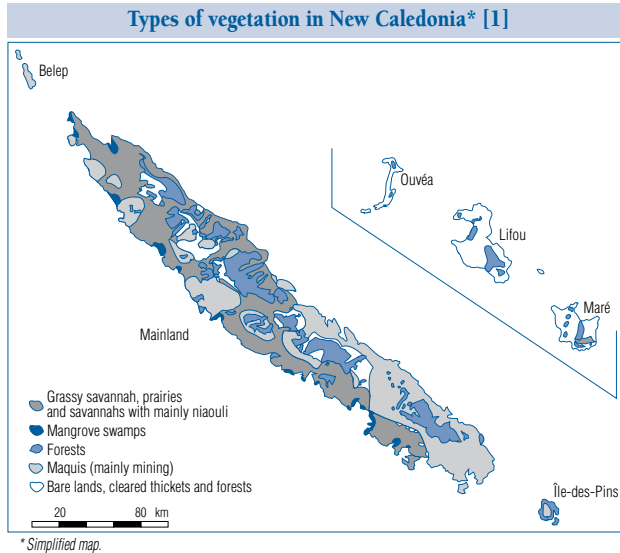 Types of vegetation in New Caledonia* [1]
Belep
Ouvéa
Lifou
Maré
Mainland
Grassy savannah, prairies
and savannahs with mainly niaouli
Mangrove swamps
Forests
Maquis (mainly mining)
Bare lands, cleared thickets and forests
Île-des-Pins
20 80 km
* Simplified map.